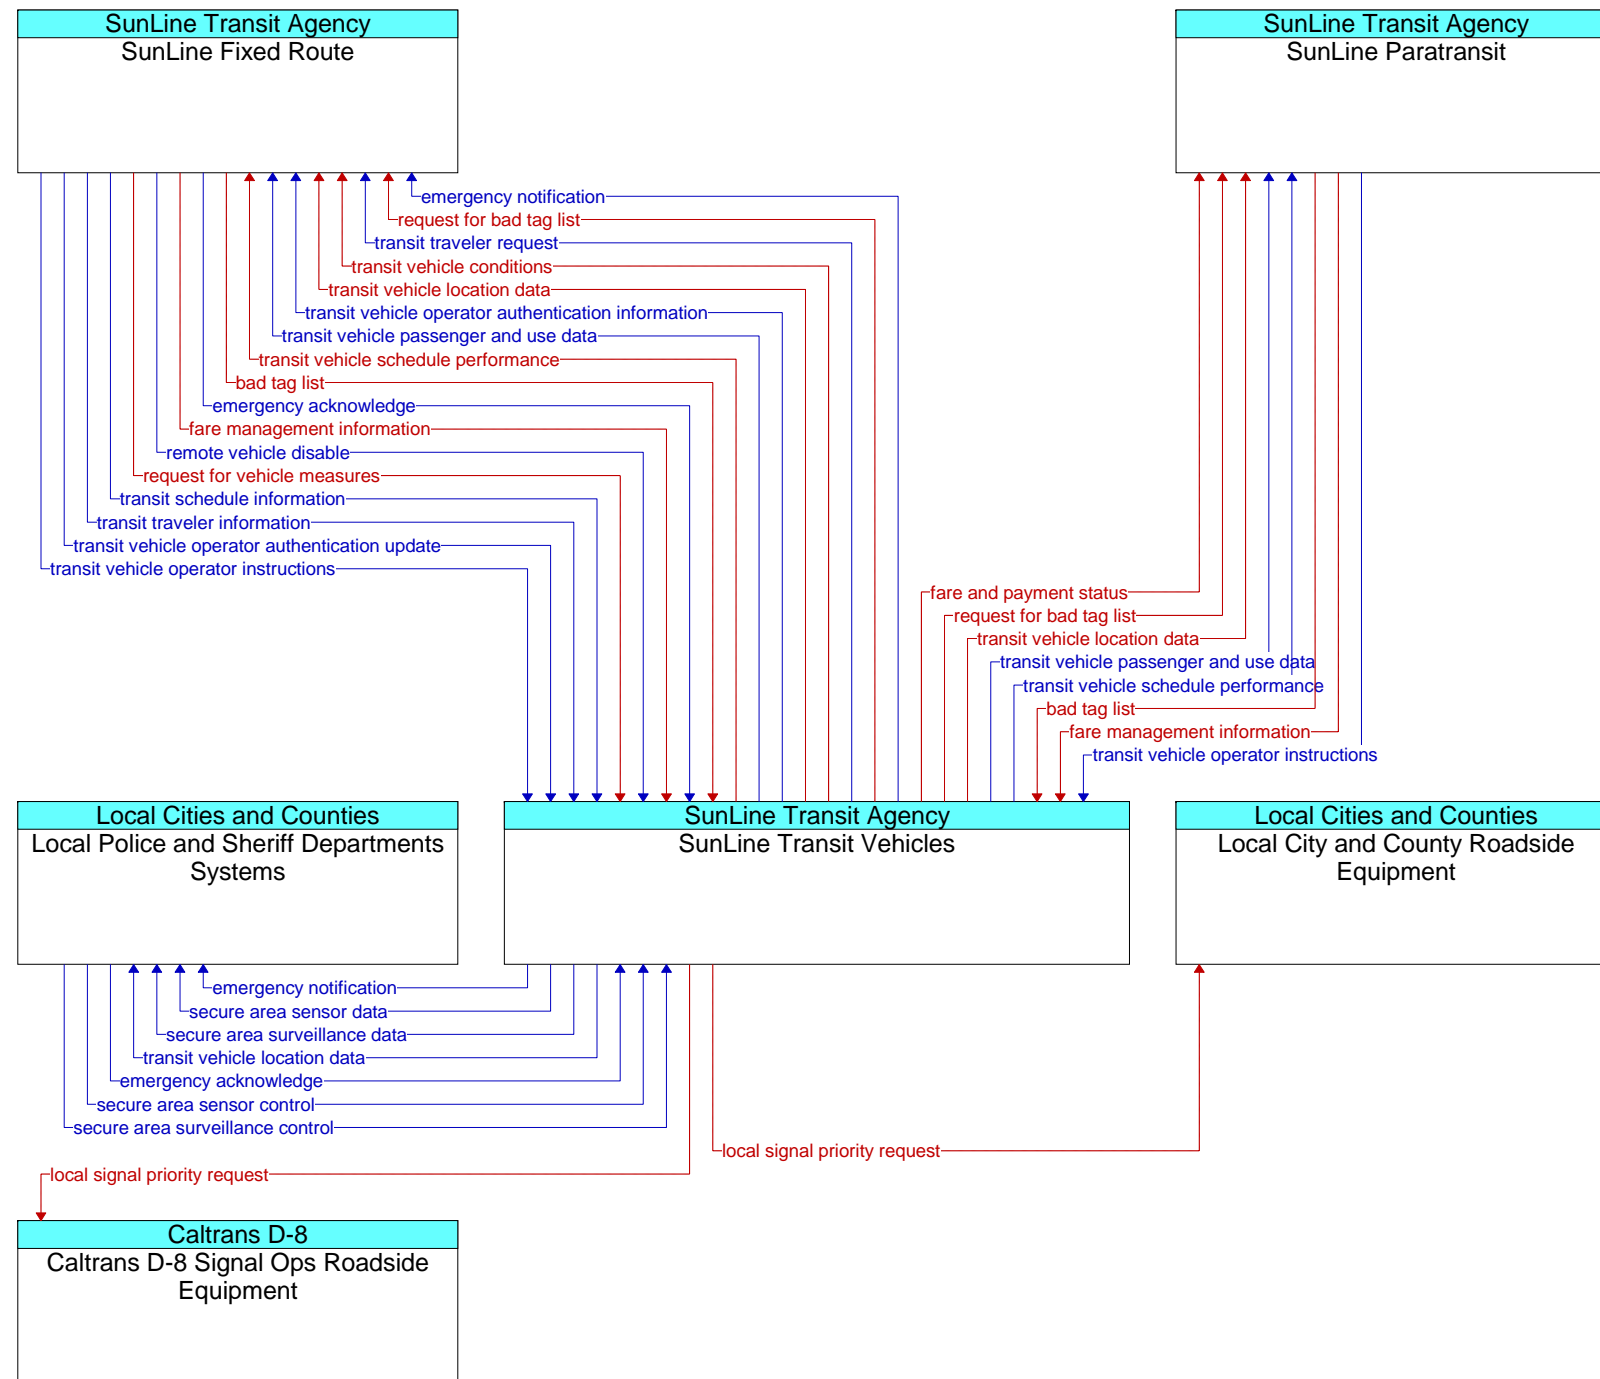 SunLine Transit Agency
SunLine Fixed Route
SunLine Transit Agency
SunLine Paratransit
emergency notification
request for bad tag list
transit traveler request
transit vehicle conditions
transit vehicle location data
transit vehicle operator authentication information
transit vehicle passenger and use data
transit vehicle schedule performance
bad tag list
emergency acknowledge
fare management information
remote vehicle disable
request for vehicle measures
transit schedule information
transit traveler information
transit vehicle operator authentication update
transit vehicle operator instructions
fare and payment status
request for bad tag list
transit vehicle location data
transit vehicle passenger and use data
transit vehicle schedule performance
bad tag list
fare management information
transit vehicle operator instructions
Local Cities and Counties
Local Police and Sheriff Departments
Systems
SunLine Transit Agency
SunLine Transit Vehicles
Local Cities and Counties
Local City and County Roadside
Equipment
emergency notification
secure area sensor data
secure area surveillance data
transit vehicle location data
emergency acknowledge
secure area sensor control
secure area surveillance control
local signal priority request
local signal priority request
Caltrans D-8
Caltrans D-8 Signal Ops Roadside
Equipment